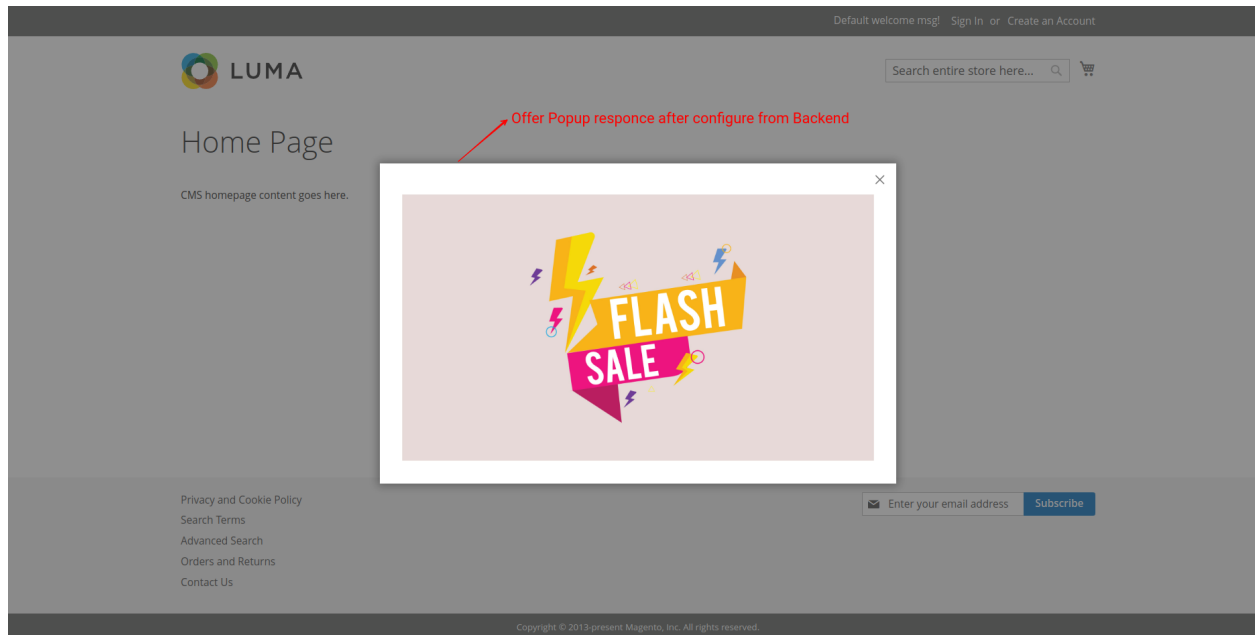 Default welcome msg! Sign In or Create an Account
LUMA
Search entire store here...
Offer Popup responce after configure from Backend
Home Page
CMS homepage content goes here.
FLASH
SALE
Privacy and Cookie Policy
Search Terms
Advanced Search
Orders and Returns
Contact Us
Enter your email address
Subscribe
Copyright © 2013-present Magento, Inc. All rights reserved.